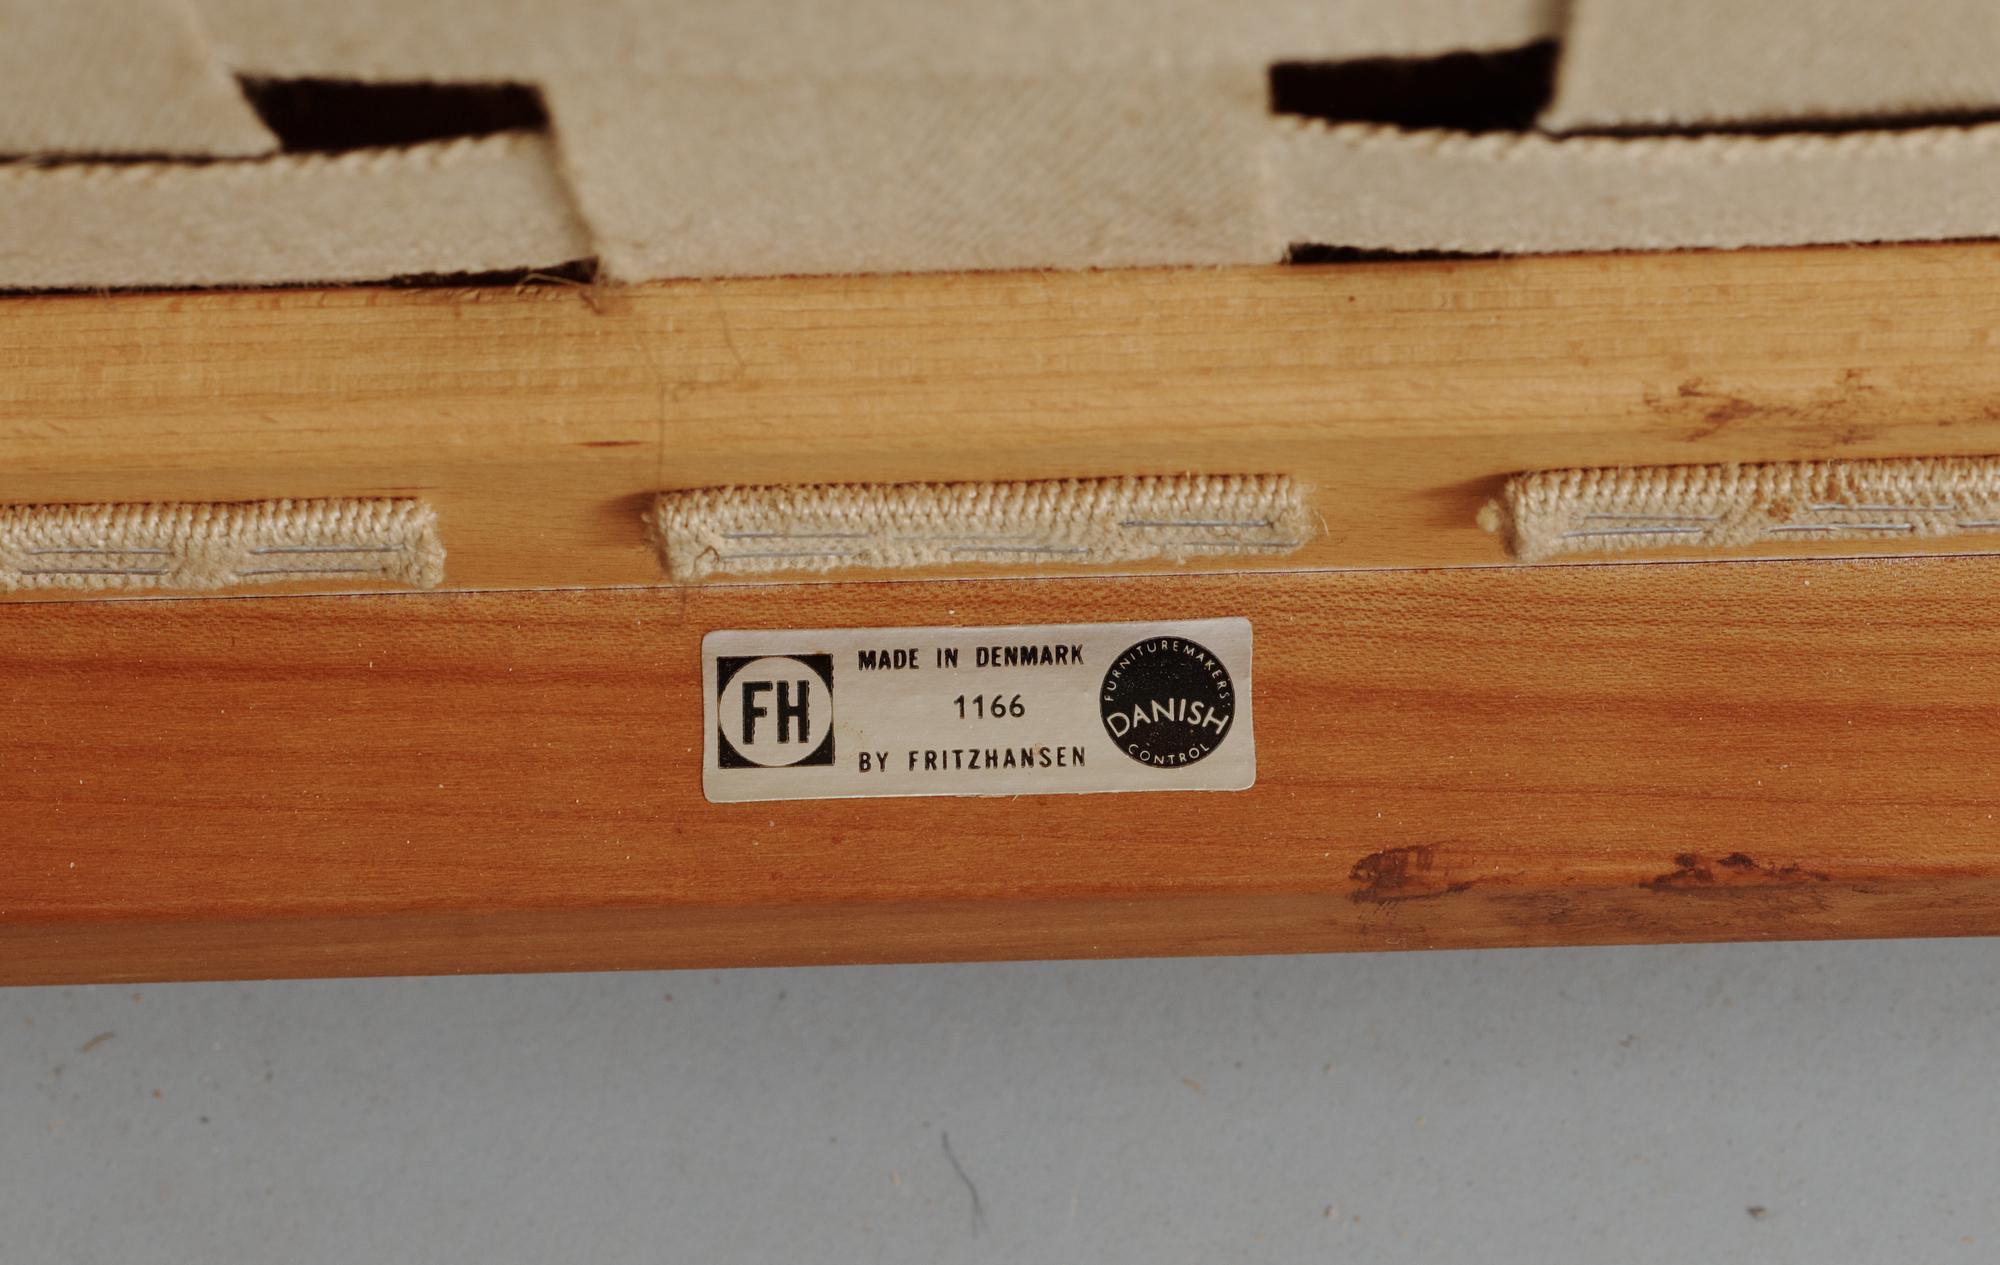 FH
MADE IN DENMARK
1166
BY FRITZHANSEN
FURNITUREMAKERS'
DANISH
CONTROL